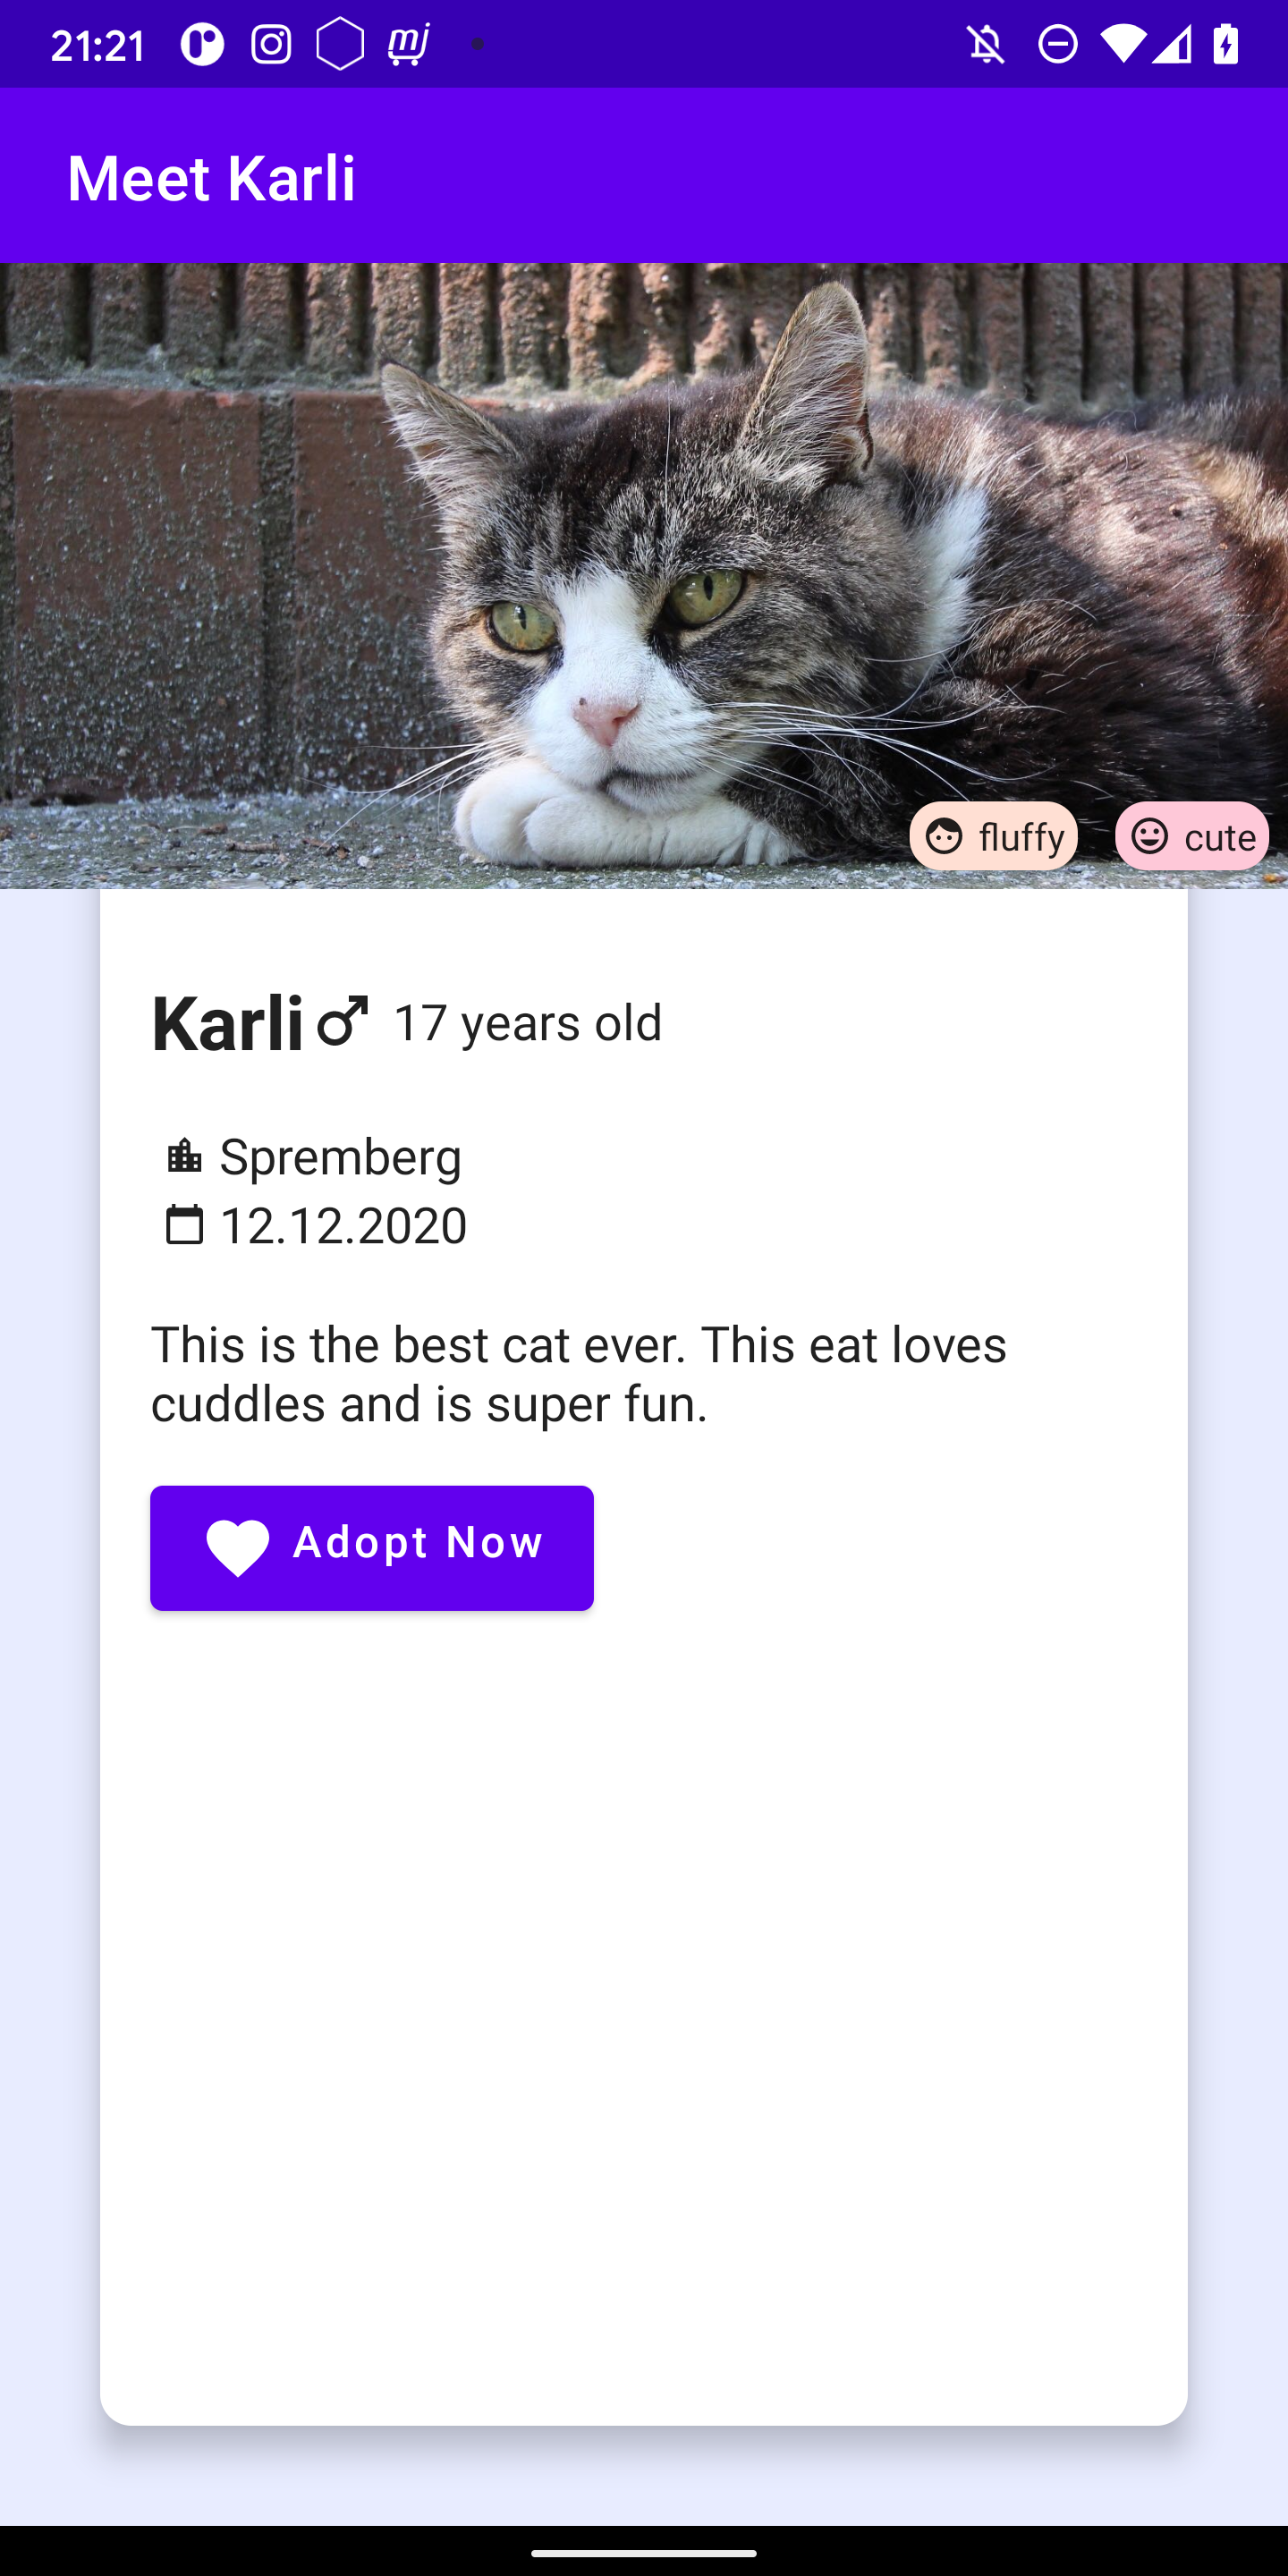 21:21
Meet Karli
fluffy cute
Karli 17 years old
Spremberg
12.12.2020
This is the best cat ever. This eat loves
cuddles and is super fun.
Adopt Now